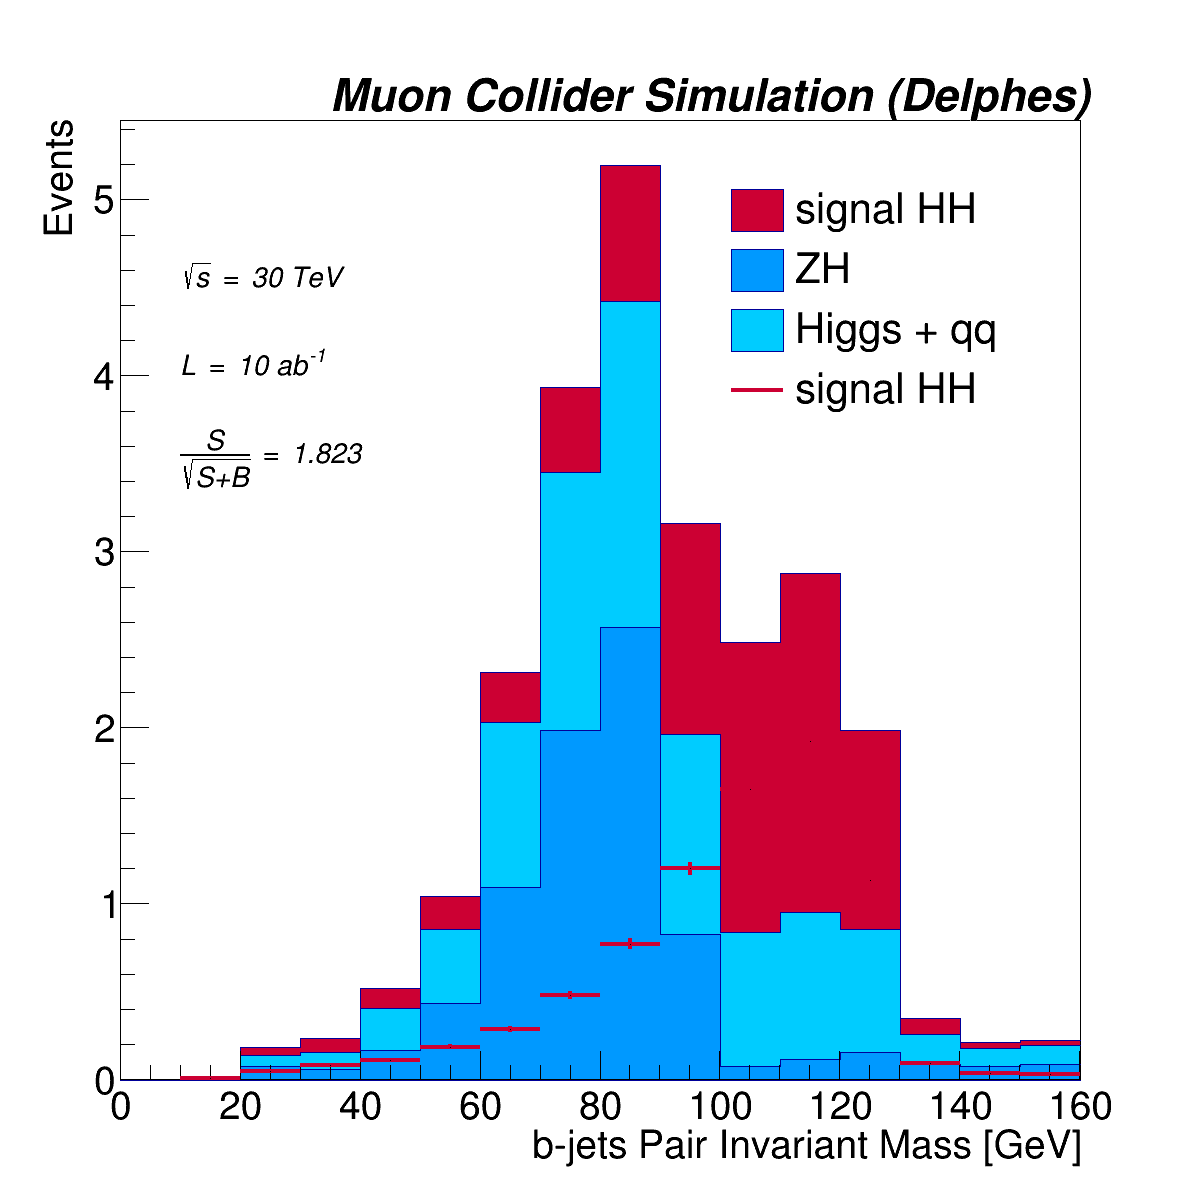 Muon Collider Simulation (Delphes)
Events
5
4
3
2
1
0
√s = 30 TeV
L = 10 ab⁻¹
S
√S+B = 1.823
signal HH
ZH
Higgs + qq
signal HH
0 20 40 60 80 100 120 140 160
b-jets Pair Invariant Mass [GeV]